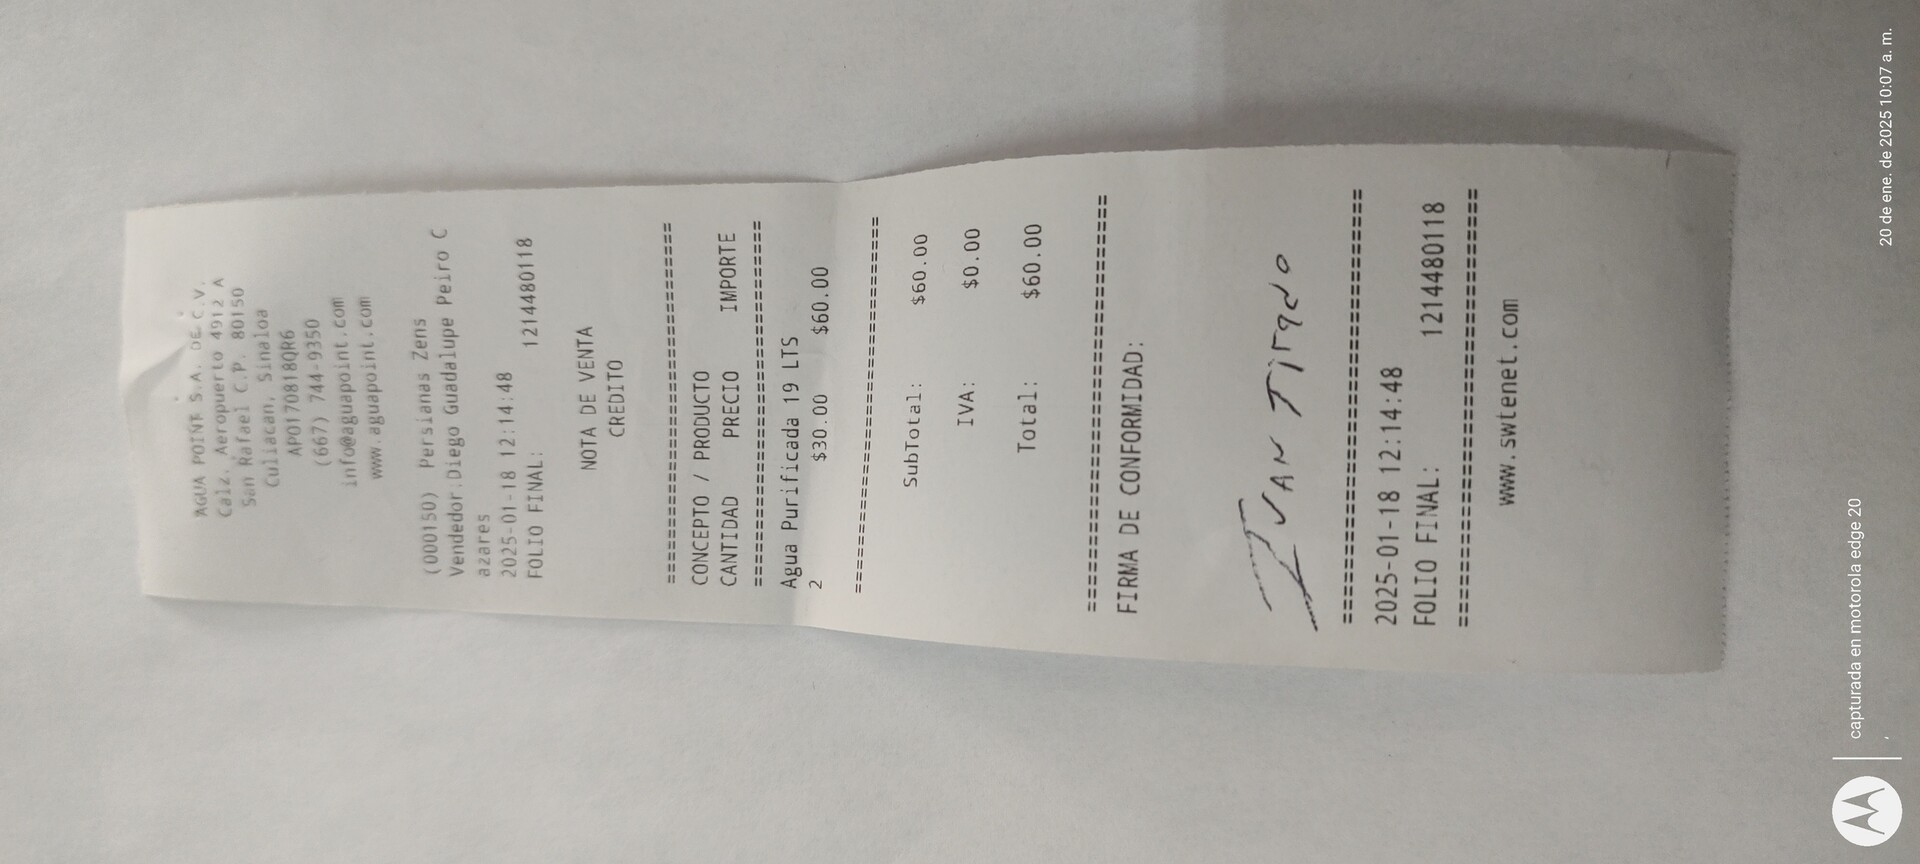 AGUA POINT S.A. DE C.V.
Calz. Aeropuerto 4912 A
San Rafael C.P. 80150
Culiacan, Sinaloa
APO170818QR6
(667) 744-9350
info@aguapoint.com
www.aguapoint.com
(000150) Persianas Zens
Vendedor:Diego Guadalupe Peiro C
azares
2025-01-18 12:14:48
FOLIO FINAL: 1214480118
NOTA DE VENTA
CREDITO
================================
CONCEPTO / PRODUCTO
CANTIDAD PRECIO IMPORTE
================================
Agua Purificada 19 LTS
2 $30.00 $60.00
================================
SubTotal: $60.00
IVA: $0.00
Total: $60.00
================================
FIRMA DE CONFORMIDAD:
IVAN TIrado
================================
2025-01-18 12:14:48
FOLIO FINAL: 1214480118
================================
www.swtenet.com
capturada en motorola edge 20
20 de ene. de 2025 10:07 a. m.